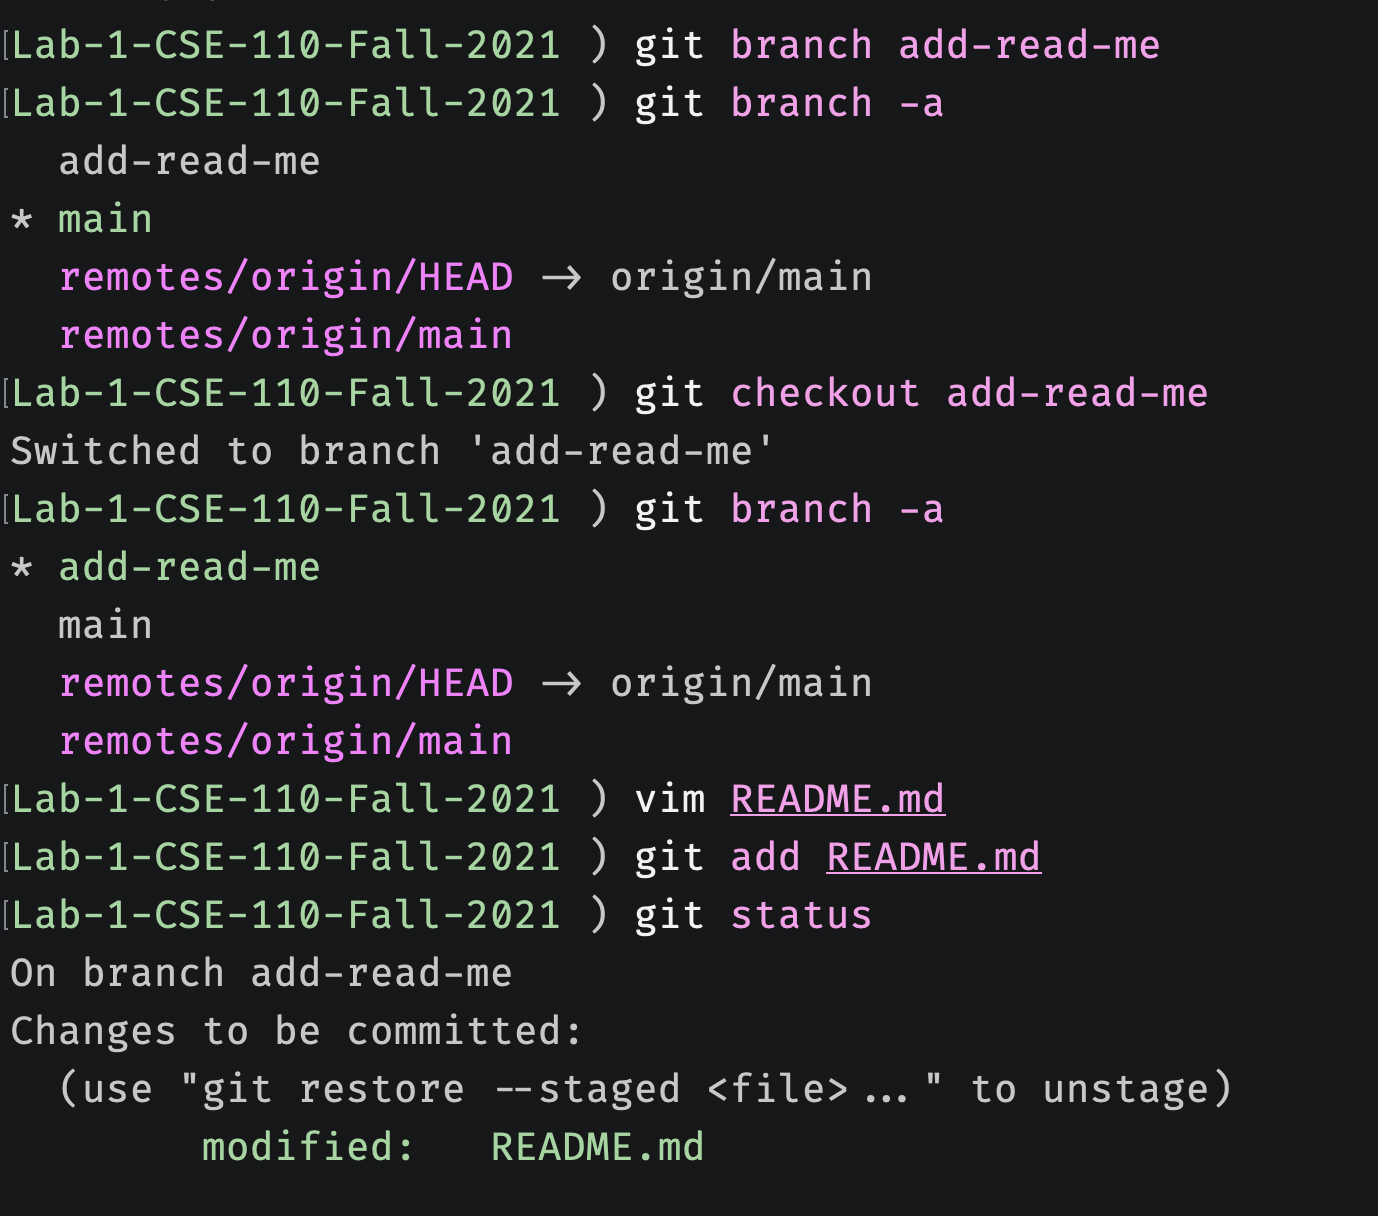 [Lab-1-CSE-110-Fall-2021 ) git branch add-read-me
[Lab-1-CSE-110-Fall-2021 ) git branch -a
  add-read-me
* main
  remotes/origin/HEAD -> origin/main
  remotes/origin/main
[Lab-1-CSE-110-Fall-2021 ) git checkout add-read-me
Switched to branch 'add-read-me'
[Lab-1-CSE-110-Fall-2021 ) git branch -a
* add-read-me
  main
  remotes/origin/HEAD -> origin/main
  remotes/origin/main
[Lab-1-CSE-110-Fall-2021 ) vim README.md
[Lab-1-CSE-110-Fall-2021 ) git add README.md
[Lab-1-CSE-110-Fall-2021 ) git status
On branch add-read-me
Changes to be committed:
  (use "git restore --staged <file>..." to unstage)
        modified:   README.md